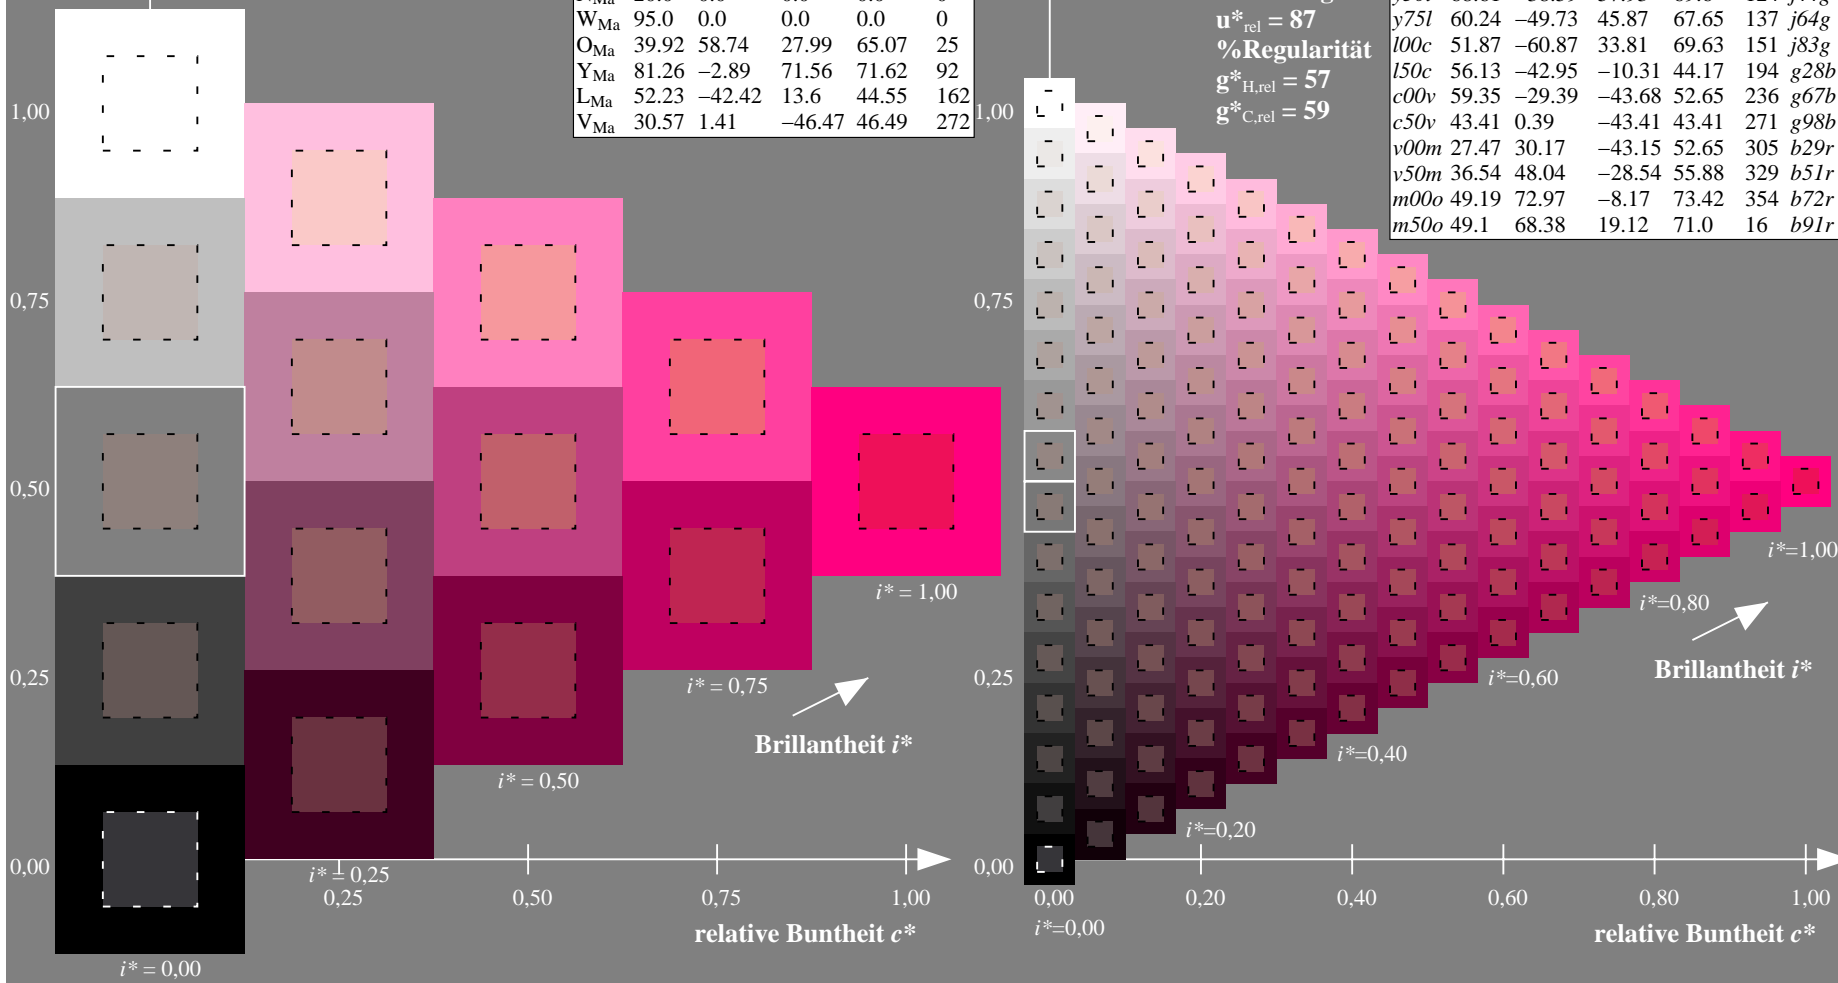 W_Ma 95.0 0.0 0.0 0.0 0
O_Ma 39.92 58.74 27.99 65.07 25
Y_Ma 81.26 −2.89 71.56 71.62 92
L_Ma 52.23 −42.42 13.6 44.55 162
V_Ma 30.57 1.41 −46.47 46.49 272
u*_rel = 87
%Regularität
g*_H,rel = 57
g*_C,rel = 59
y75l 60.24 −49.73 45.87 67.65 137 j64g
l00c 51.87 −60.87 33.81 69.63 151 j83g
l50c 56.13 −42.95 −10.31 44.17 194 g28b
c00v 59.35 −29.39 −43.68 52.65 236 g67b
c50v 43.41 0.39 −43.41 43.41 271 g98b
v00m 27.47 30.17 −43.15 52.65 305 b29r
v50m 36.54 48.04 −28.54 55.88 329 b51r
m00o 49.19 72.97 −8.17 73.42 354 b72r
m50o 49.1 68.38 19.12 71.0 16 b91r
1,00
0,75
0,50
0,25
0,00
i* = 1,00
i* = 0,75
Brillantheit i*
i* = 0,50
i* = 0,25
0,25 0,50 0,75 1,00
relative Buntheit c*
i* = 0,00
1,00
0,75
0,50
0,25
0,00
i*=1,00
i*=0,80
Brillantheit i*
i*=0,60
i*=0,40
i*=0,20
0,00 0,20 0,40 0,60 0,80 1,00
i*=0,00
relative Buntheit c*